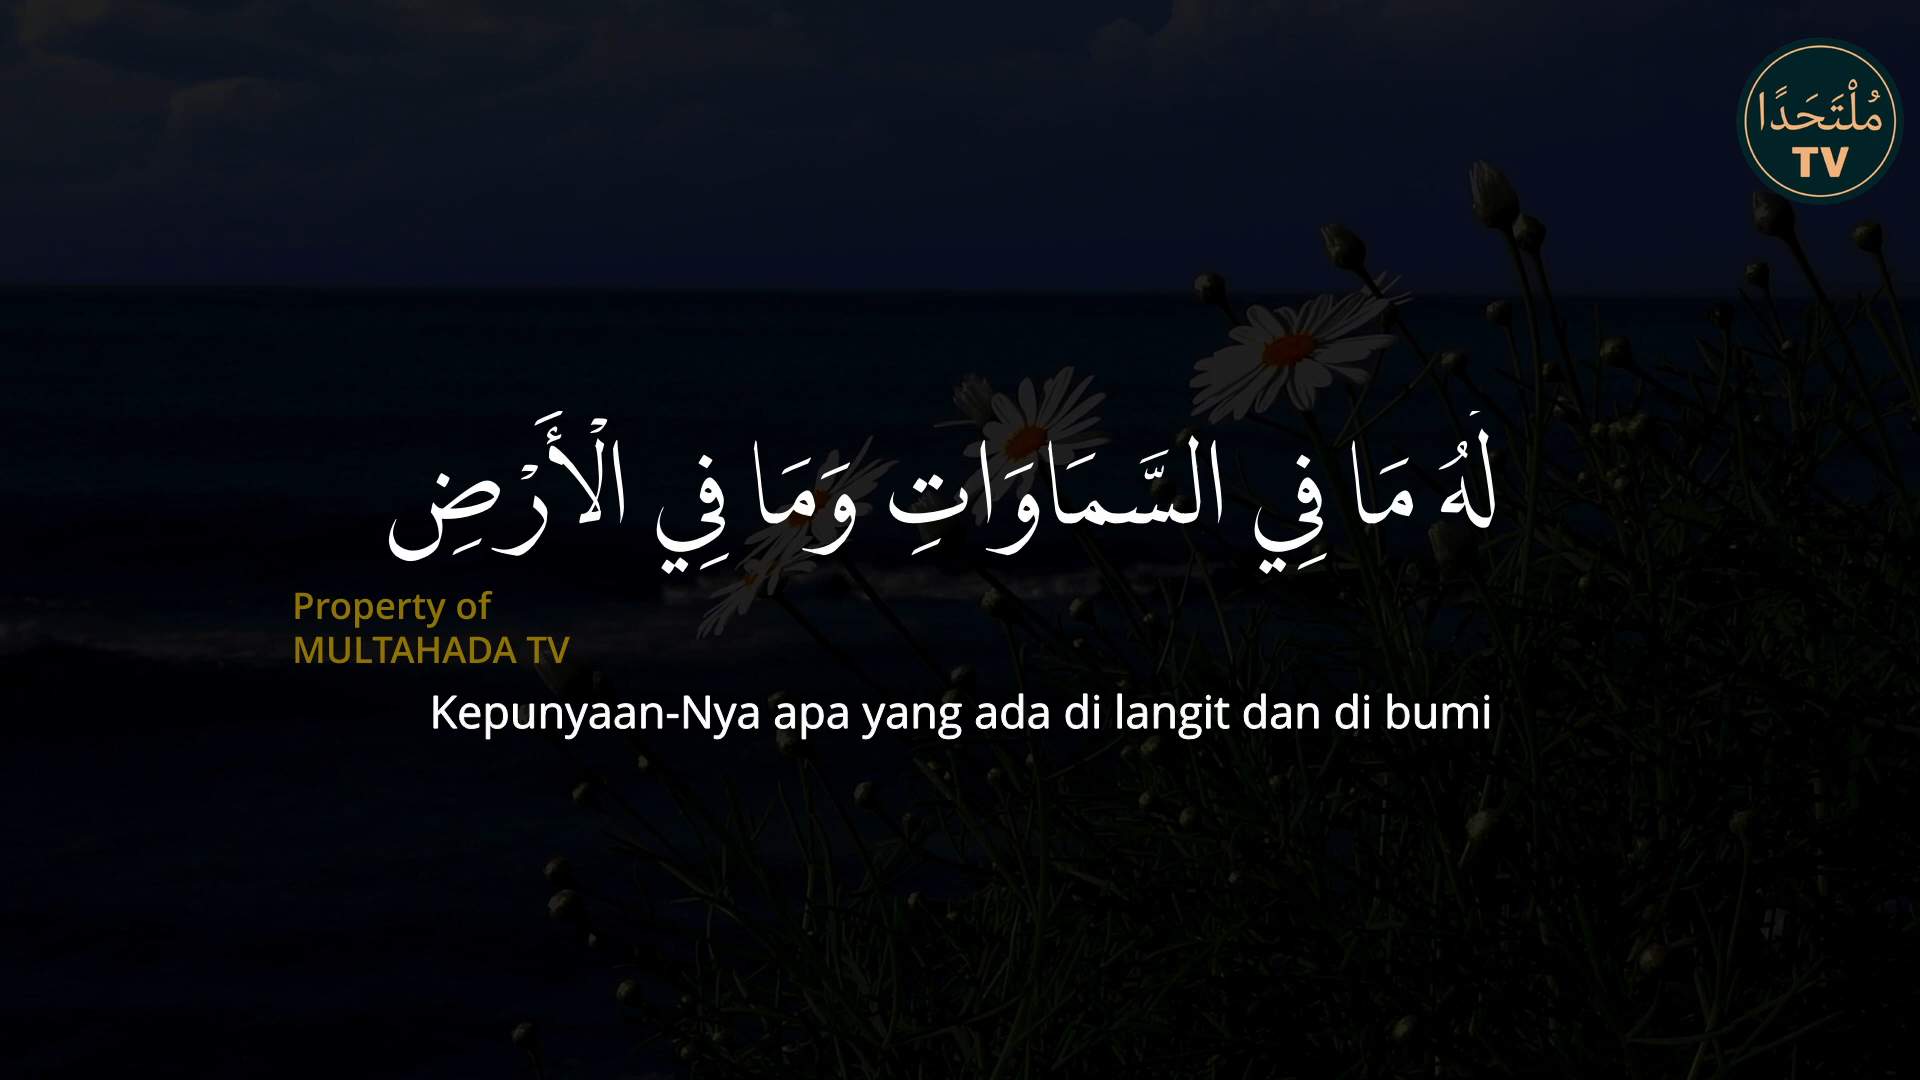 مُلْتَحَدًا
TV
لَهُ مَا فِي السَّمَاوَاتِ وَمَا فِي الْأَرْضِ
Property of
MULTAHADA TV
Kepunyaan-Nya apa yang ada di langit dan di bumi